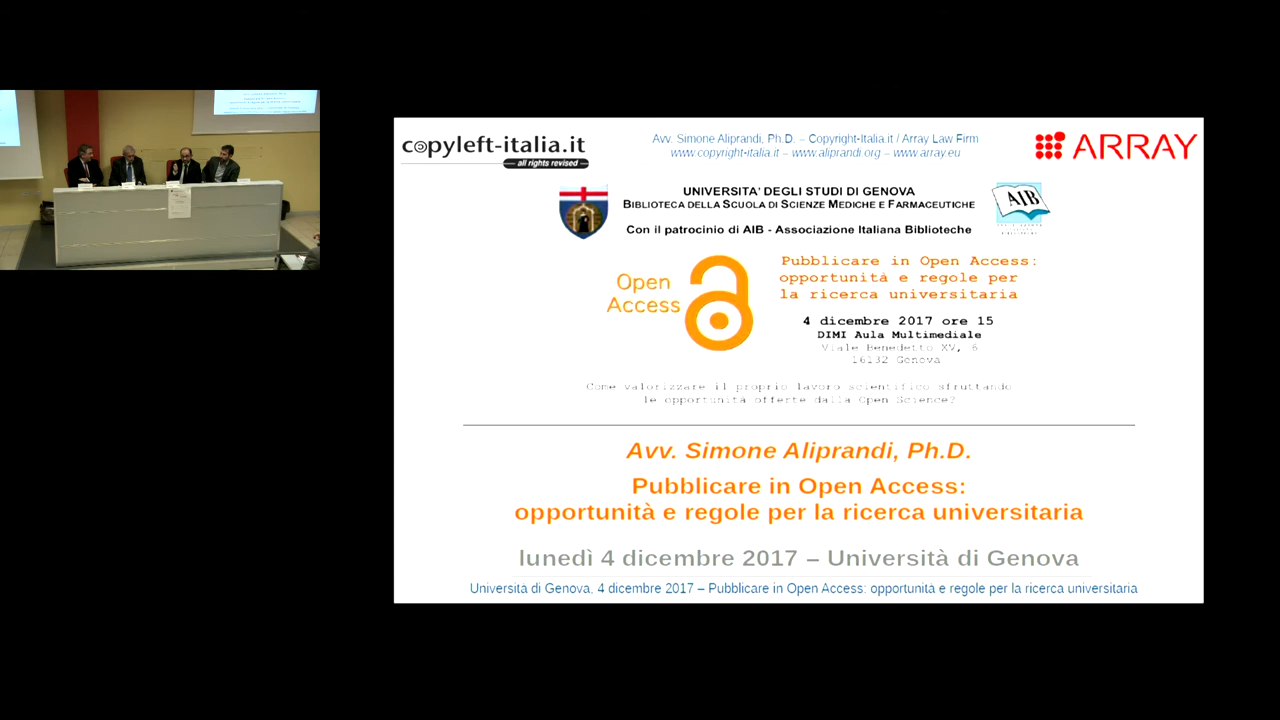 copyleft-italia.it
all rights revised
Avv. Simone Aliprandi, Ph.D. – Copyright-Italia.it / Array Law Firm
www.copyright-italia.it – www.aliprandi.org – www.array.eu
ARRAY
UNIVERSITA' DEGLI STUDI DI GENOVA
BIBLIOTECA DELLA SCUOLA DI SCIENZE MEDICHE E FARMACEUTICHE
Con il patrocinio di AIB - Associazione Italiana Biblioteche
AIB
Open
Access
Pubblicare in Open Access:
opportunità e regole per
la ricerca universitaria
4 dicembre 2017 ore 15
DIMI Aula Multimediale
Viale Benedetto XV, 6
16132 Genova
Come valorizzare il proprio lavoro scientifico sfruttando
le opportunità offerte dalla Open Science?
Avv. Simone Aliprandi, Ph.D.
Pubblicare in Open Access:
opportunità e regole per la ricerca universitaria
lunedì 4 dicembre 2017 – Università di Genova
Università di Genova, 4 dicembre 2017 – Pubblicare in Open Access: opportunità e regole per la ricerca universitaria